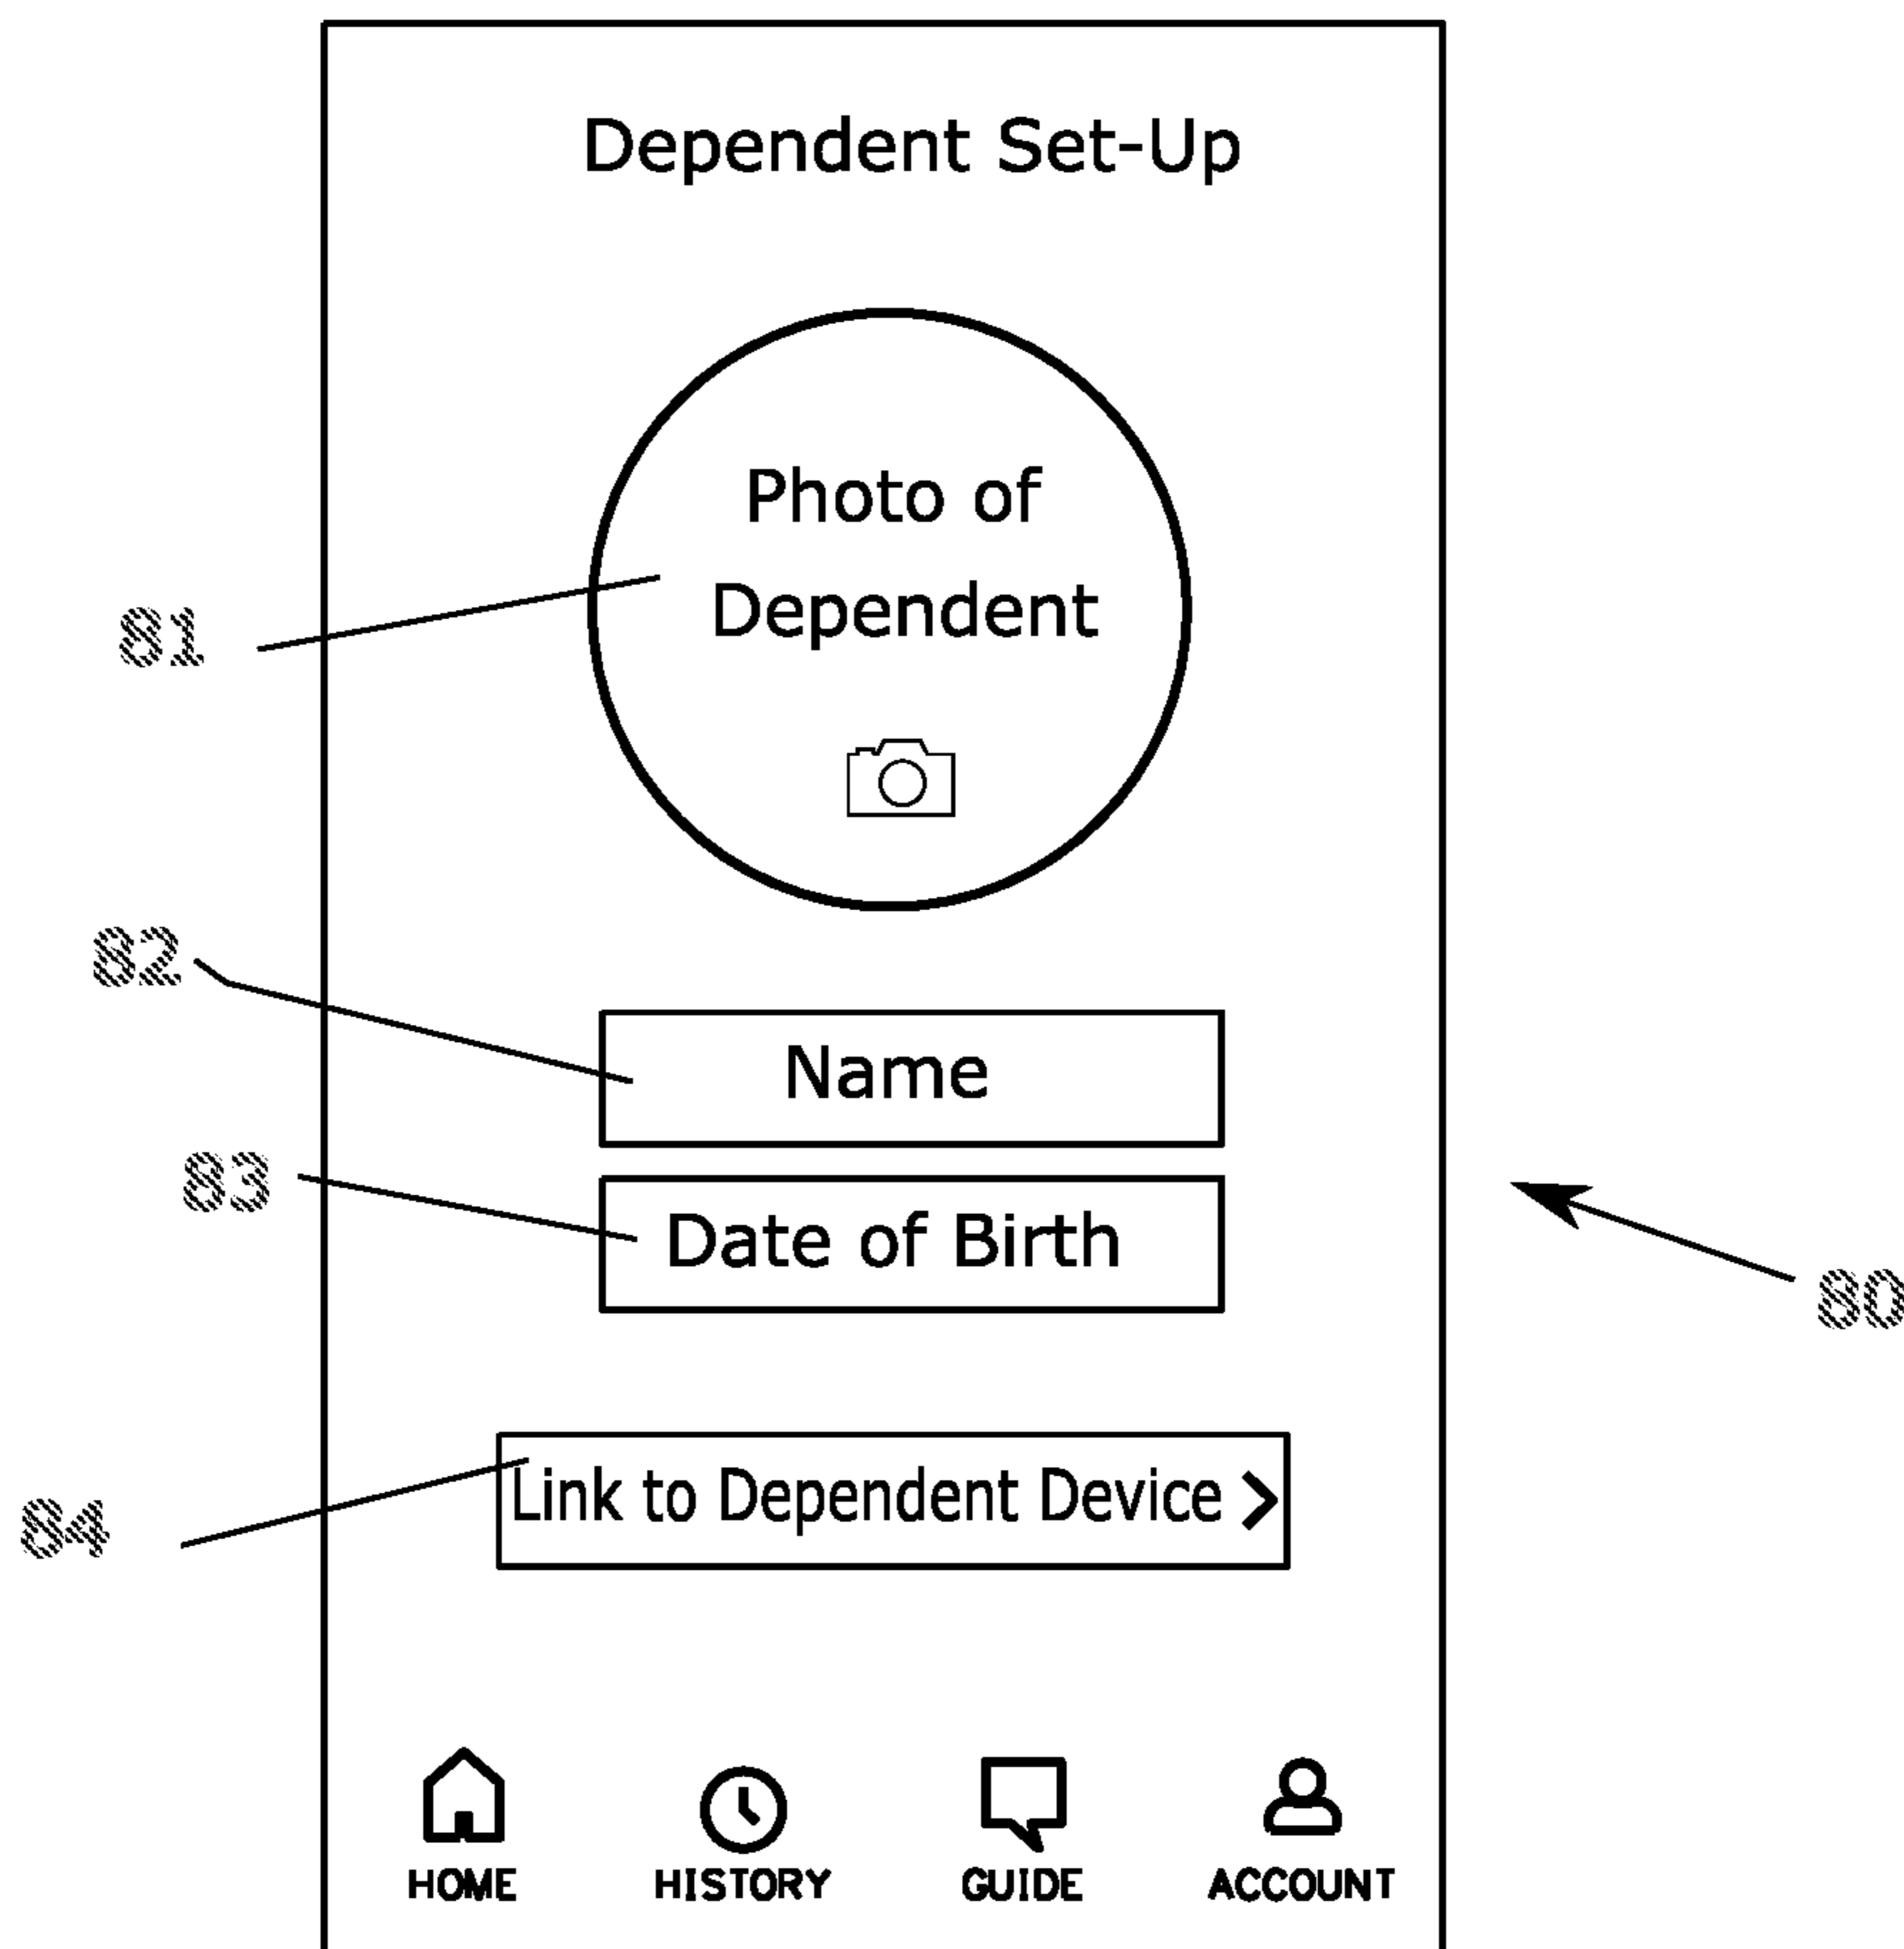 Dependent Set-Up
Photo of
Dependent
81
82
Name
83
Date of Birth
80
Link to Dependent Device >
84
HOME HISTORY GUIDE ACCOUNT